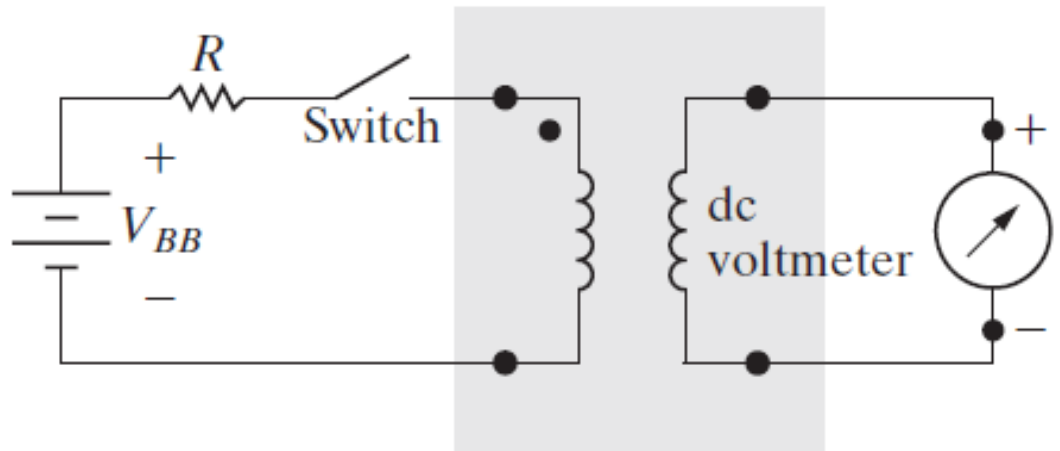 R
Switch
+
V_BB
−
dc
voltmeter
+
−